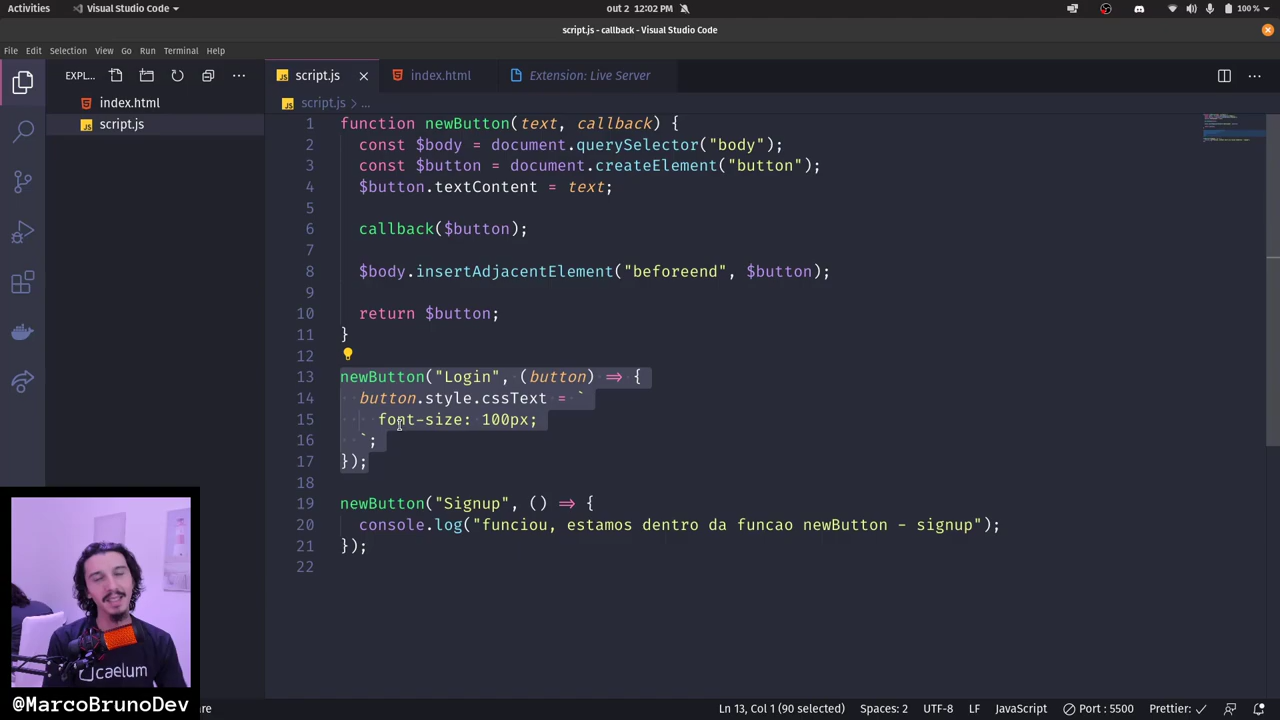 Activities
Visual Studio Code
out 2 12:02 PM
100 %
script.js - callback - Visual Studio Code
File Edit Selection View Go Run Terminal Help
EXPL...
script.js
index.html
Extension: Live Server
index.html
script.js
script.js > ...
1 function newButton(text, callback) {
2 const $body = document.querySelector("body");
3 const $button = document.createElement("button");
4 $button.textContent = text;
5
6 callback($button);
7
8 $body.insertAdjacentElement("beforeend", $button);
9
10 return $button;
11 }
12
13 newButton("Login", (button) => {
14 button.style.cssText = `
15 font-size: 100px;
16 `;
17 });
18
19 newButton("Signup", () => {
20 console.log("funciou, estamos dentro da funcao newButton - signup");
21 });
22
caelum
@MarcoBrunoDev
Ln 13, Col 1 (90 selected) Spaces: 2 UTF-8 LF JavaScript Port : 5500 Prettier: ✓